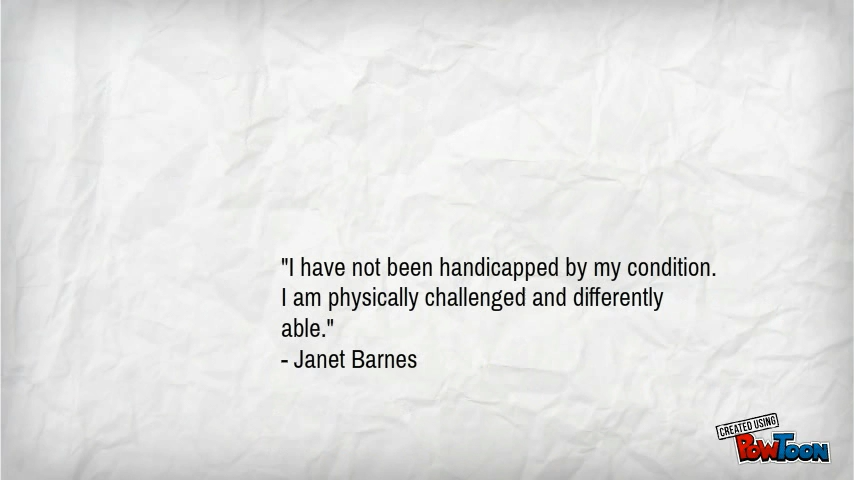 "I have not been handicapped by my condition.
I am physically challenged and differently
able."
- Janet Barnes
CREATED USING
POWTOON